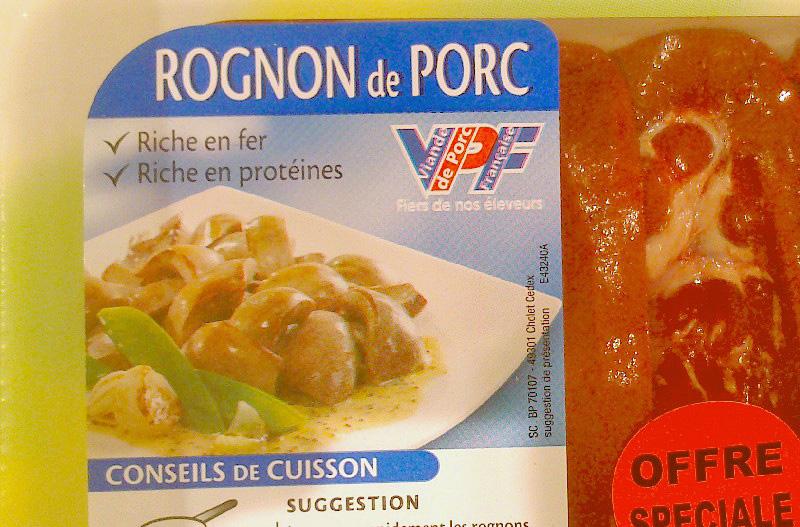 ROGNON de PORC
Riche en fer
Riche en protéines
Viande
de Porc
Française
VPF
Fiers de nos éleveurs
SC. BP 70107 - 49301 Cholet Cedex
suggestion de présentation E43240A
CONSEILS DE CUISSON
SUGGESTION
les rognons
OFFRE
SPECIALE